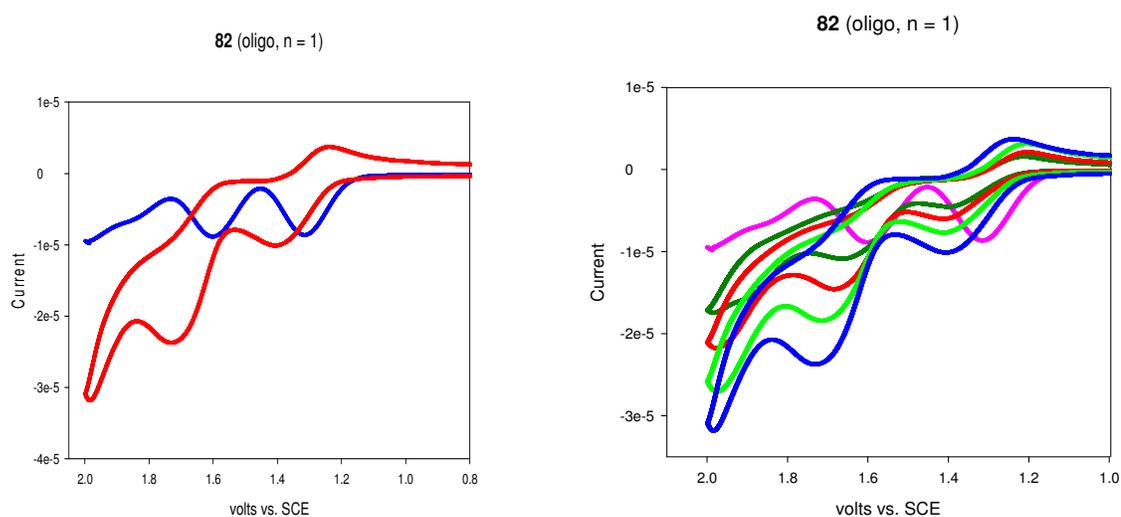 82 (oligo, n = 1)
1e-5
0
-1e-5
-2e-5
-3e-5
-4e-5
Current
2.0 1.8 1.6 1.4 1.2 1.0 0.8
volts vs. SCE
82 (oligo, n = 1)
1e-5
0
-1e-5
-2e-5
-3e-5
Current
2.0 1.8 1.6 1.4 1.2 1.0
volts vs. SCE